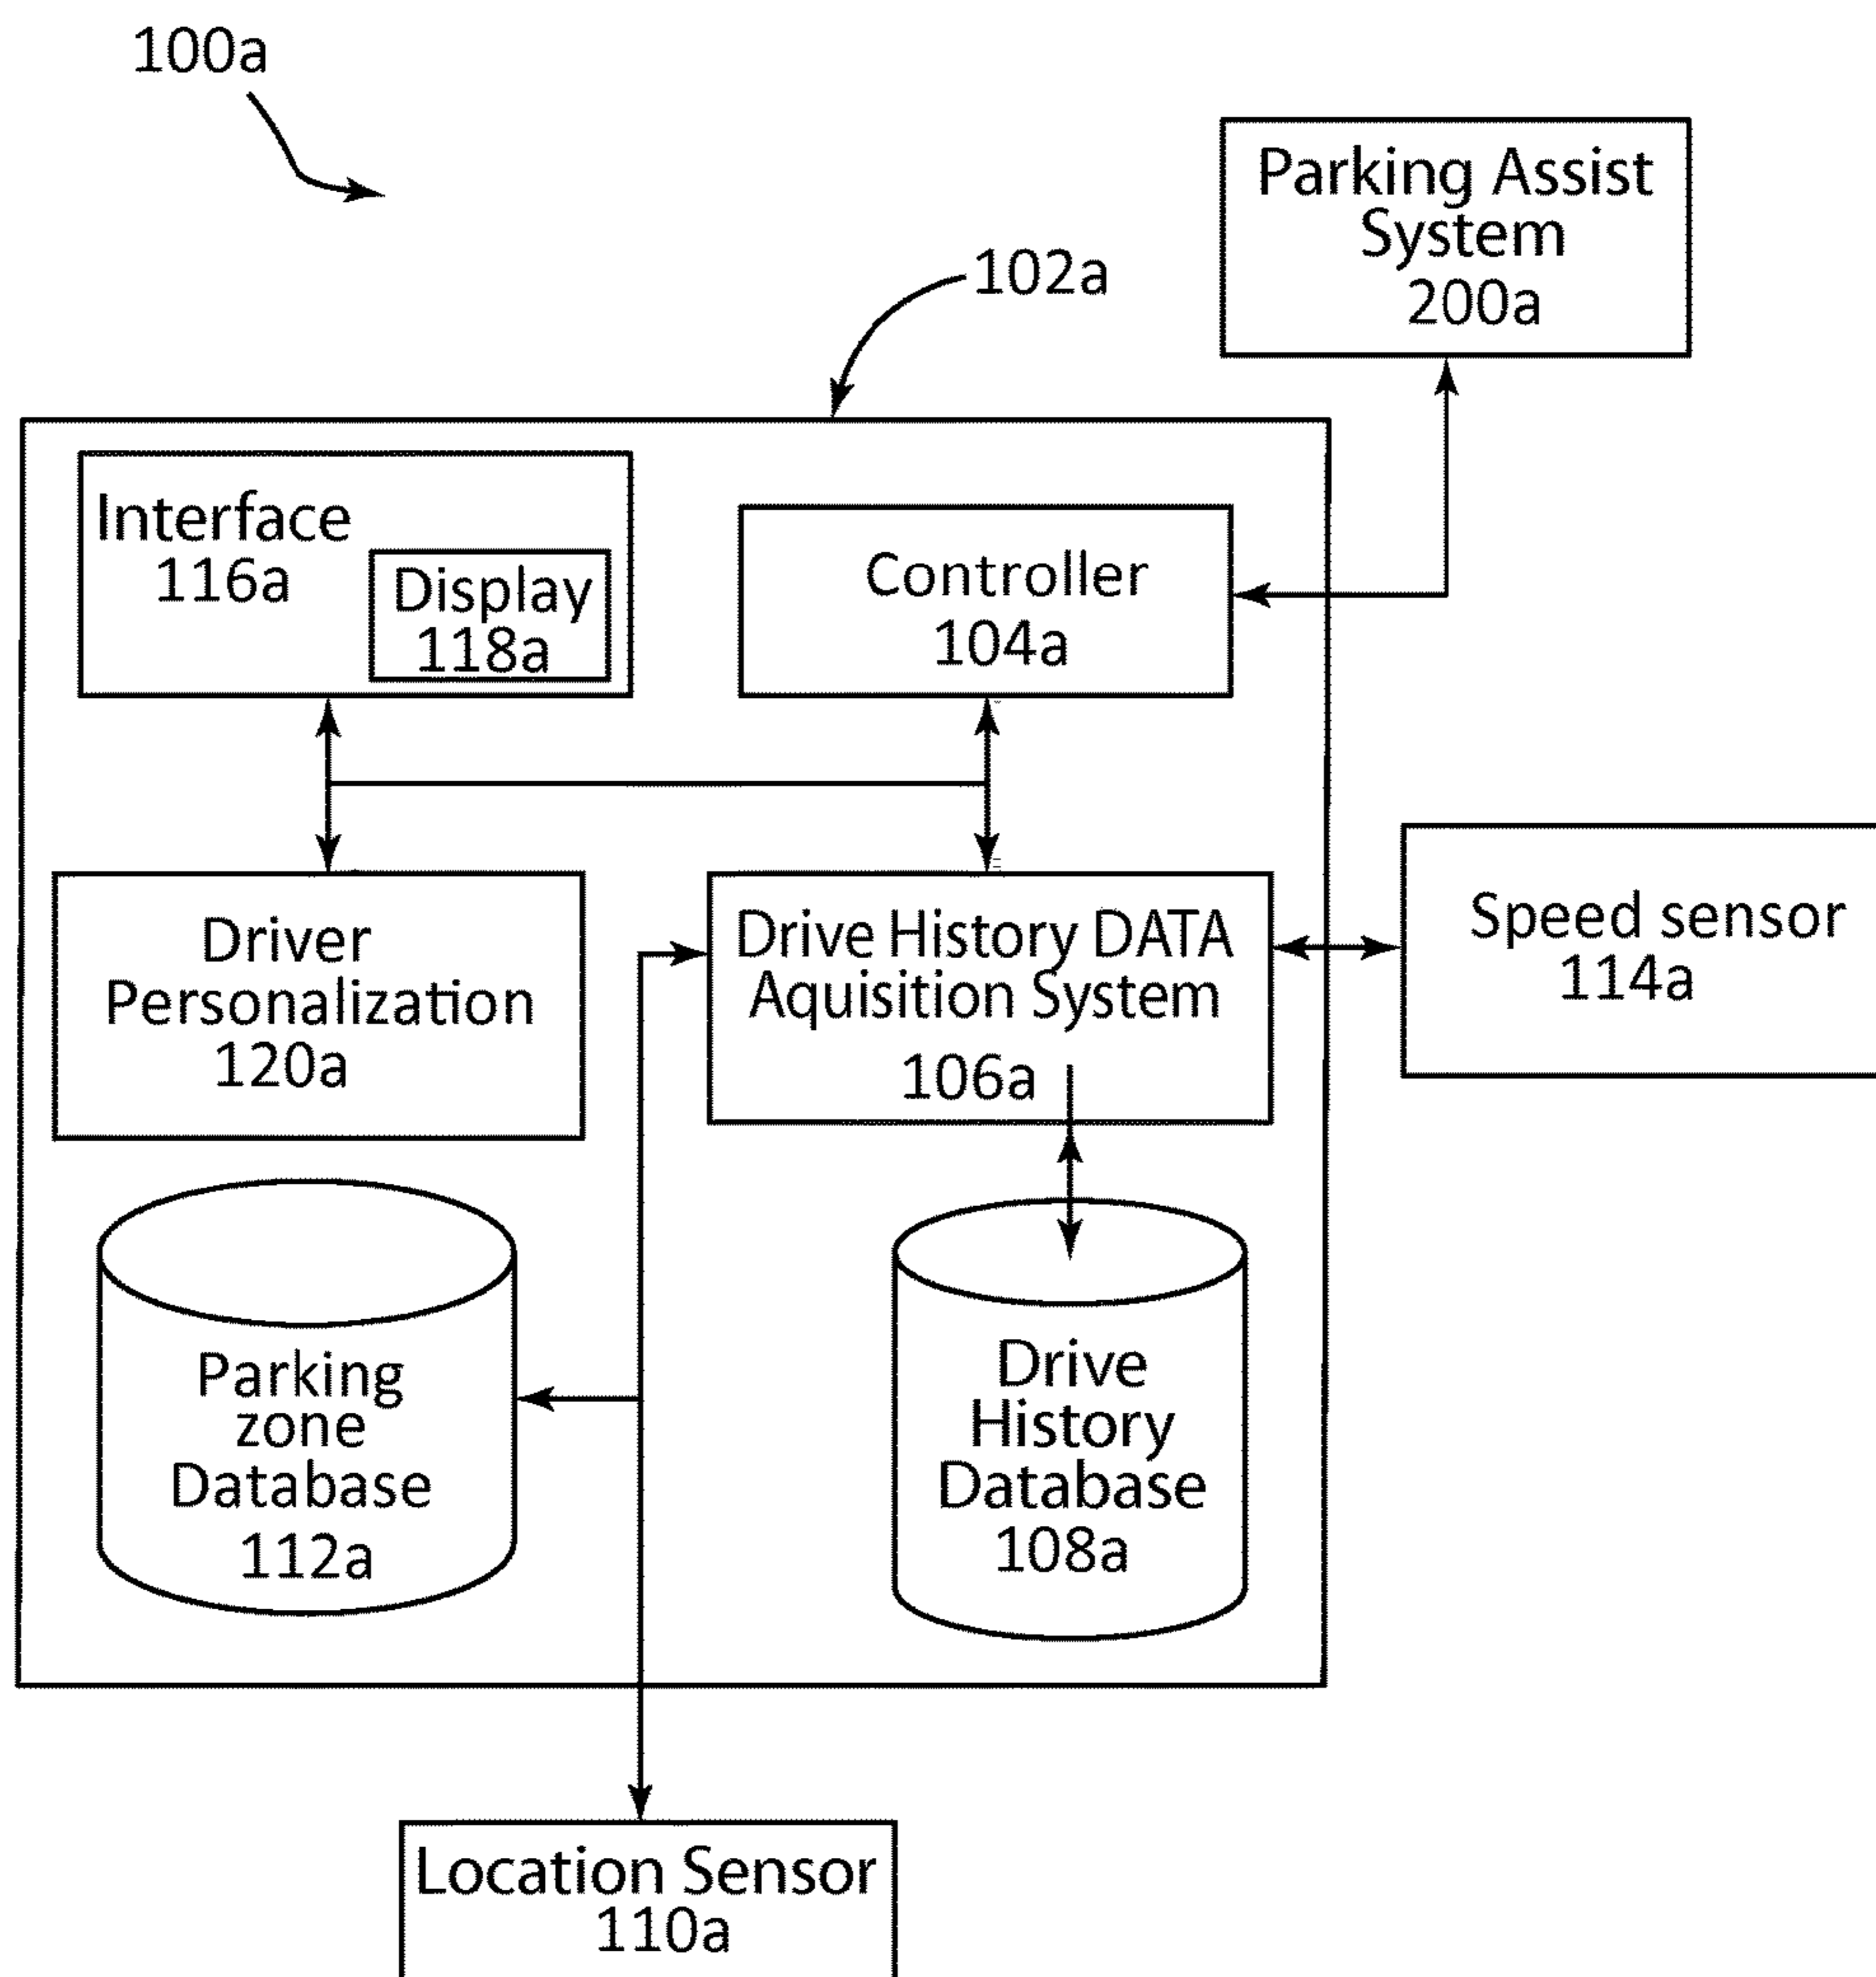 100a
Parking Assist
System
200a
102a
Interface
116a
Display
118a
Controller
104a
Driver
Personalization
120a
Drive History DATA
Aquisition System
106a
Speed sensor
114a
Parking
zone
Database
112a
Drive
History
Database
108a
Location Sensor
110a